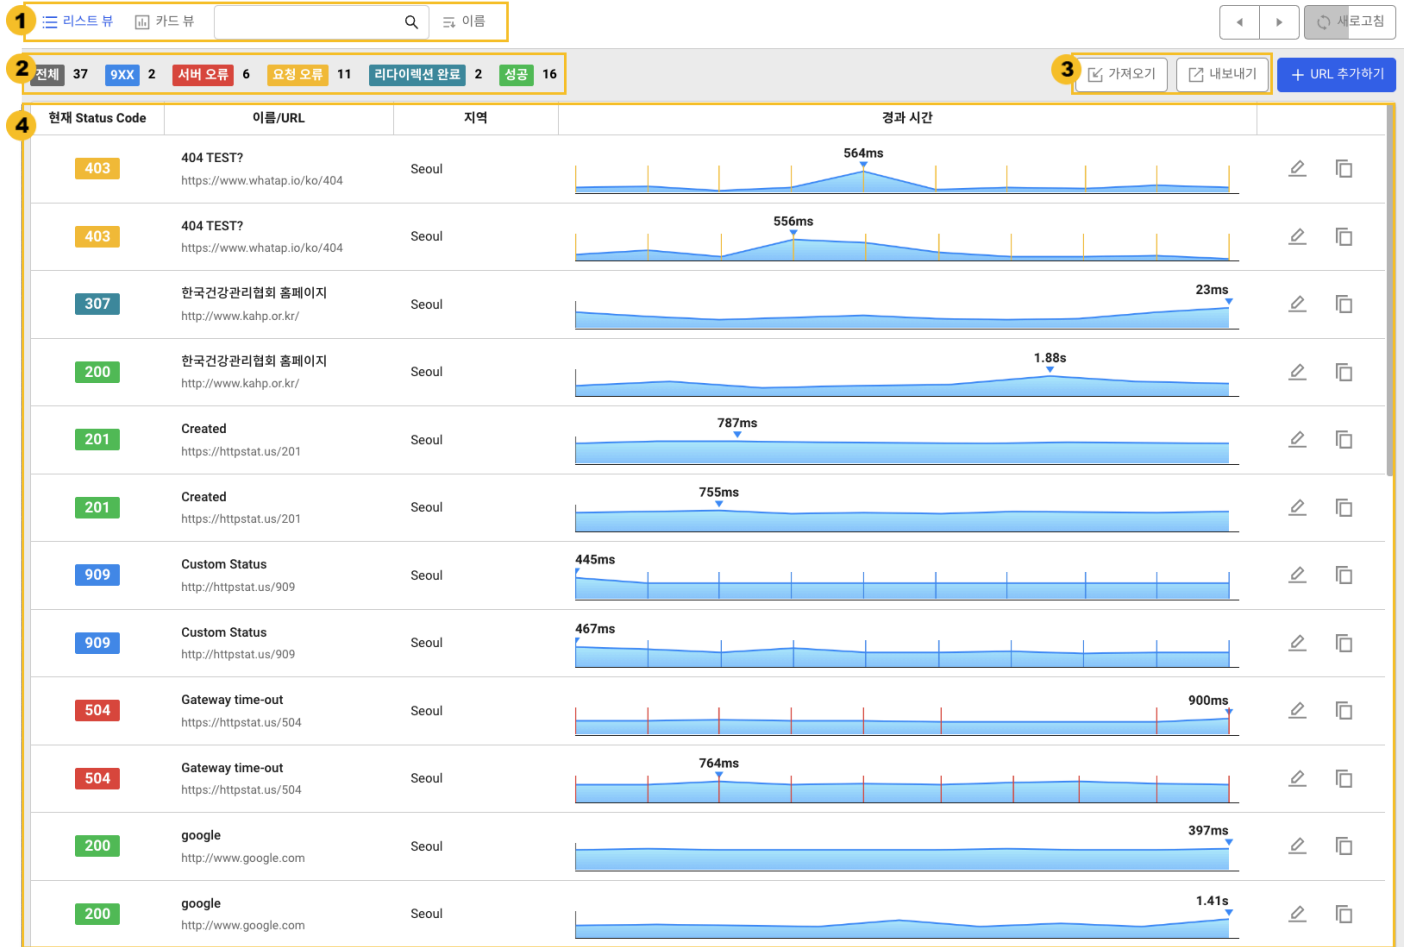 1 리스트 뷰 카드 뷰 이름 새로고침
2 전체 37 9XX 2 서버 오류 6 요청 오류 11 리다이렉션 완료 2 성공 16 3 가져오기 내보내기 + URL 추가하기
4 현재 Status Code 이름/URL 지역 경과 시간
564ms
404 TEST?
403 Seoul
https://www.whatap.io/ko/404
556ms
404 TEST?
403 Seoul
https://www.whatap.io/ko/404
23ms
한국건강관리협회 홈페이지
307 Seoul
http://www.kahp.or.kr/
1.88s
한국건강관리협회 홈페이지
200 Seoul
http://www.kahp.or.kr/
787ms
Created
201 Seoul
https://httpstat.us/201
755ms
Created
201 Seoul
https://httpstat.us/201
445ms
Custom Status
909 Seoul
http://httpstat.us/909
467ms
Custom Status
909 Seoul
http://httpstat.us/909
900ms
Gateway time-out
504 Seoul
https://httpstat.us/504
764ms
Gateway time-out
504 Seoul
https://httpstat.us/504
397ms
google
200 Seoul
http://www.google.com
1.41s
google
200 Seoul
http://www.google.com